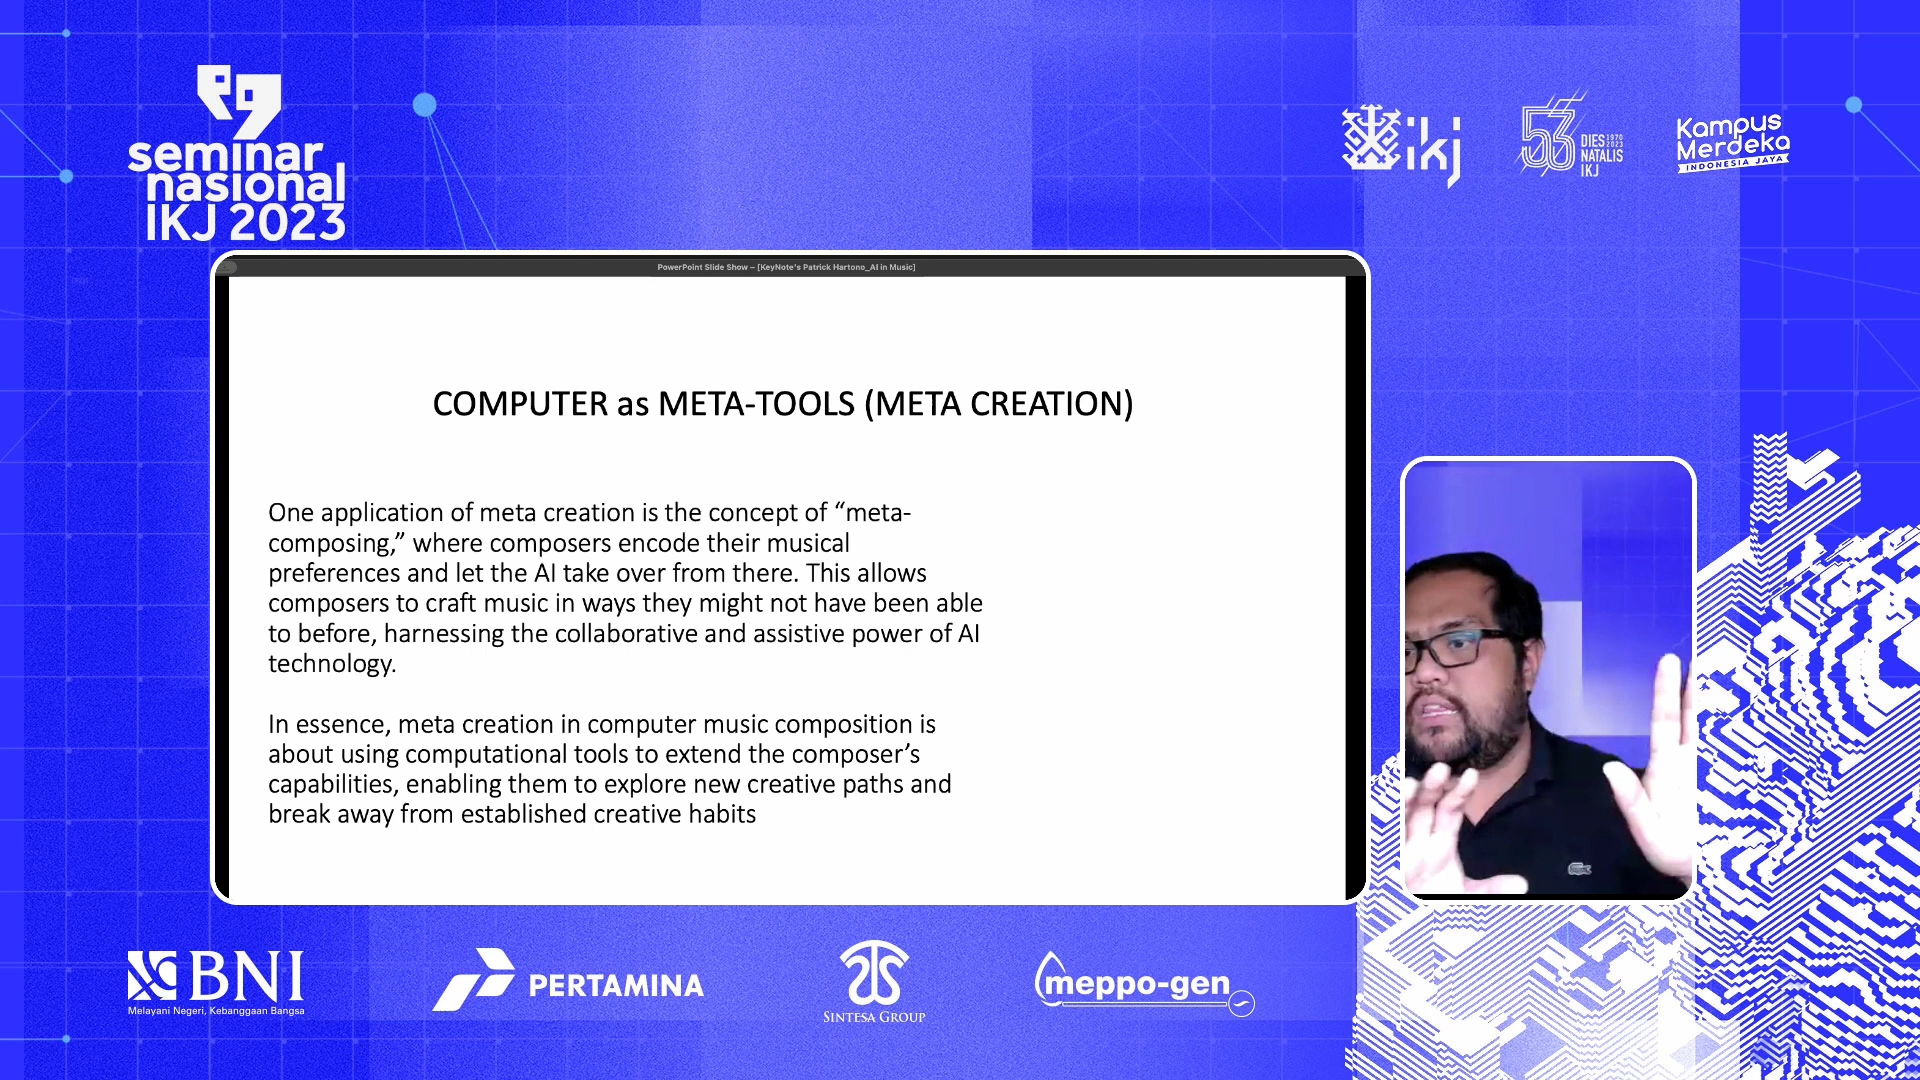 seminar
nasional
IKJ 2023
ikj
53
DIES 1970
2023
NATALIS
IKJ
Kampus
Merdeka
INDONESIA JAYA
PowerPoint Slide Show – [KeyNote's Patrick Hartono_AI in Music]
COMPUTER as META-TOOLS (META CREATION)
One application of meta creation is the concept of “meta-
composing,” where composers encode their musical
preferences and let the AI take over from there. This allows
composers to craft music in ways they might not have been able
to before, harnessing the collaborative and assistive power of AI
technology.
In essence, meta creation in computer music composition is
about using computational tools to extend the composer’s
capabilities, enabling them to explore new creative paths and
break away from established creative habits
BNI
Melayani Negeri, Kebanggaan Bangsa
PERTAMINA
SINTESA GROUP
meppo-gen